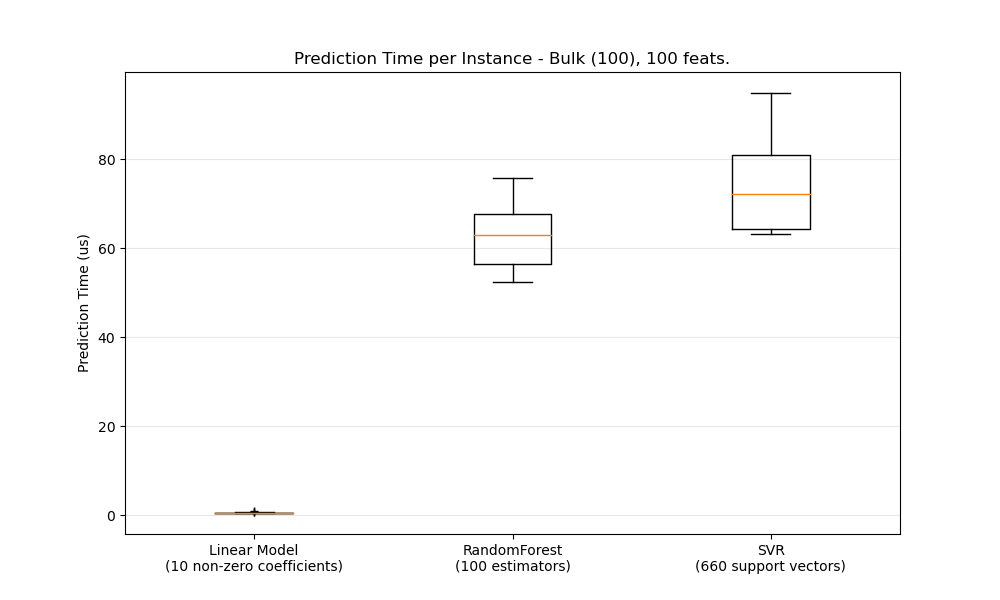 Prediction Time per Instance - Bulk (100), 100 feats.
Prediction Time (us)
80
60
40
20
0
Linear Model
(10 non-zero coefficients)
RandomForest
(100 estimators)
SVR
(660 support vectors)